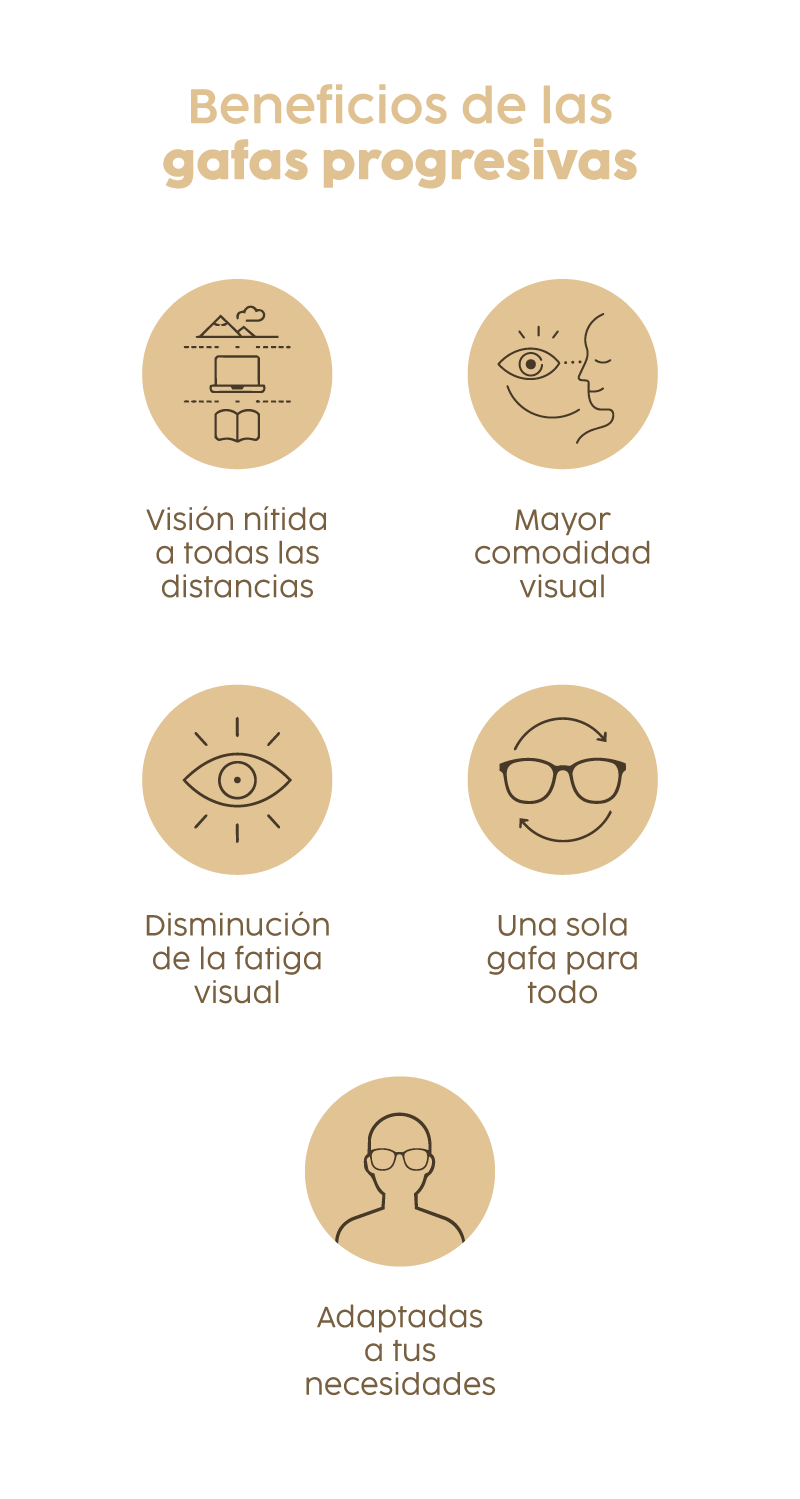 Beneficios de las
gafas progresivas
Visión nítida
a todas las
distancias
Mayor
comodidad
visual
Disminución
de la fatiga
visual
Una sola
gafa para
todo
Adaptadas
a tus
necesidades